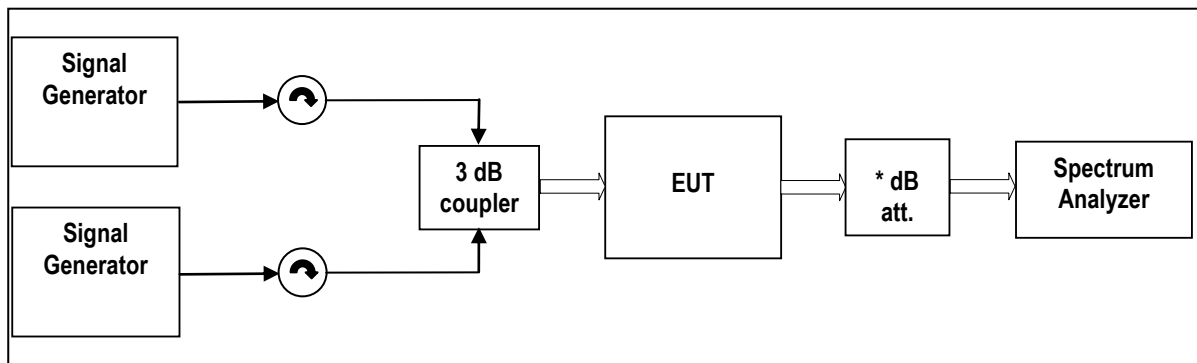 Signal
Generator
3 dB
coupler
EUT
* dB
att.
Spectrum
Analyzer
Signal
Generator